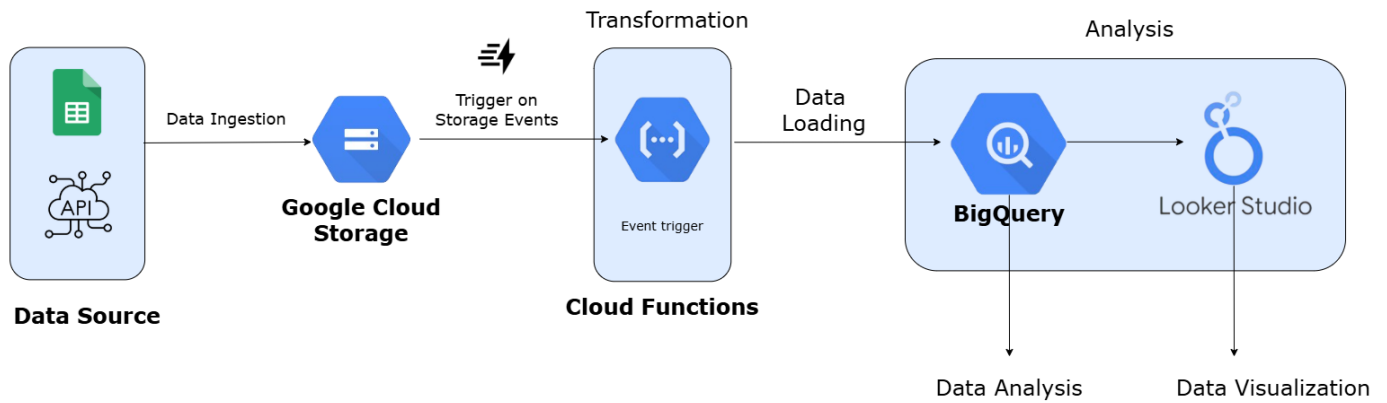 Transformation
Analysis
API
Data Ingestion
Trigger on
Storage Events
Data
Loading
Google Cloud
Storage
Event trigger
BigQuery
Looker Studio
Data Source
Cloud Functions
Data Analysis
Data Visualization